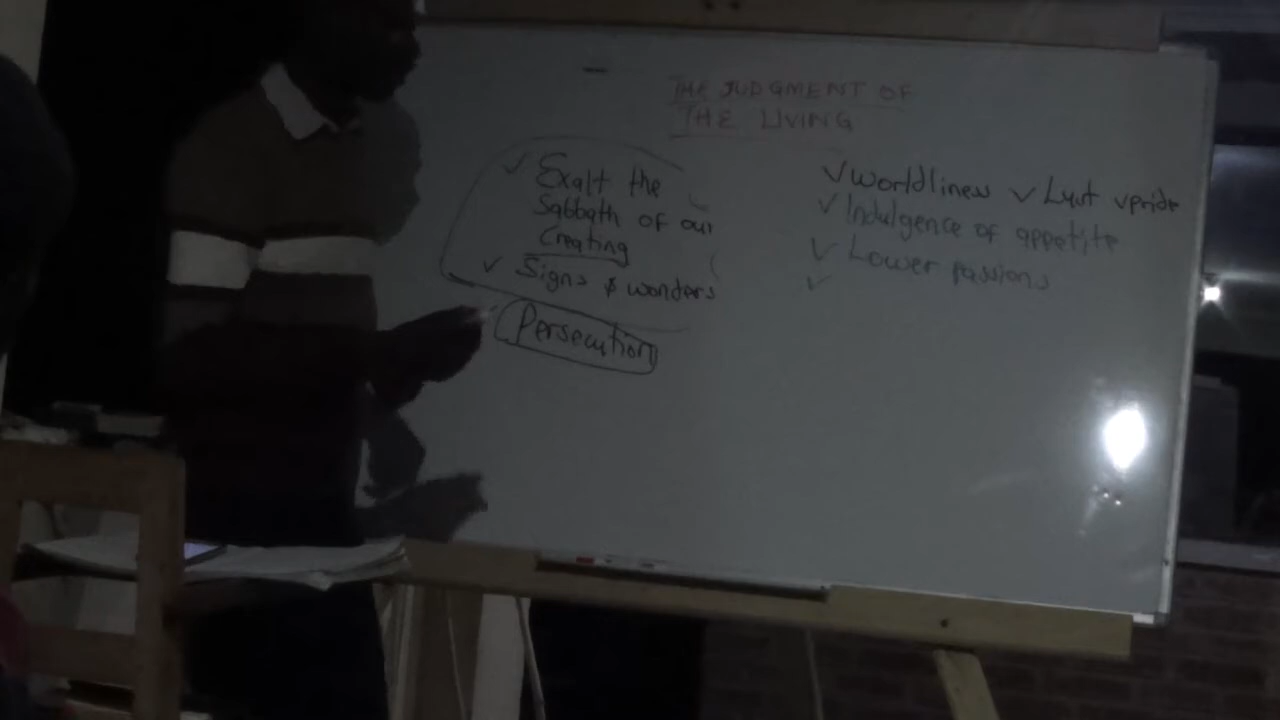 THE JUDGMENT OF
THE LIVING
✓ Exalt the
Sabbath of our
Creating
✓ Signs & wonders
Persecution
✓ Worldliness ✓ Lust ✓ pride
✓ Indulgence of appetite
✓ Lower passions
✓